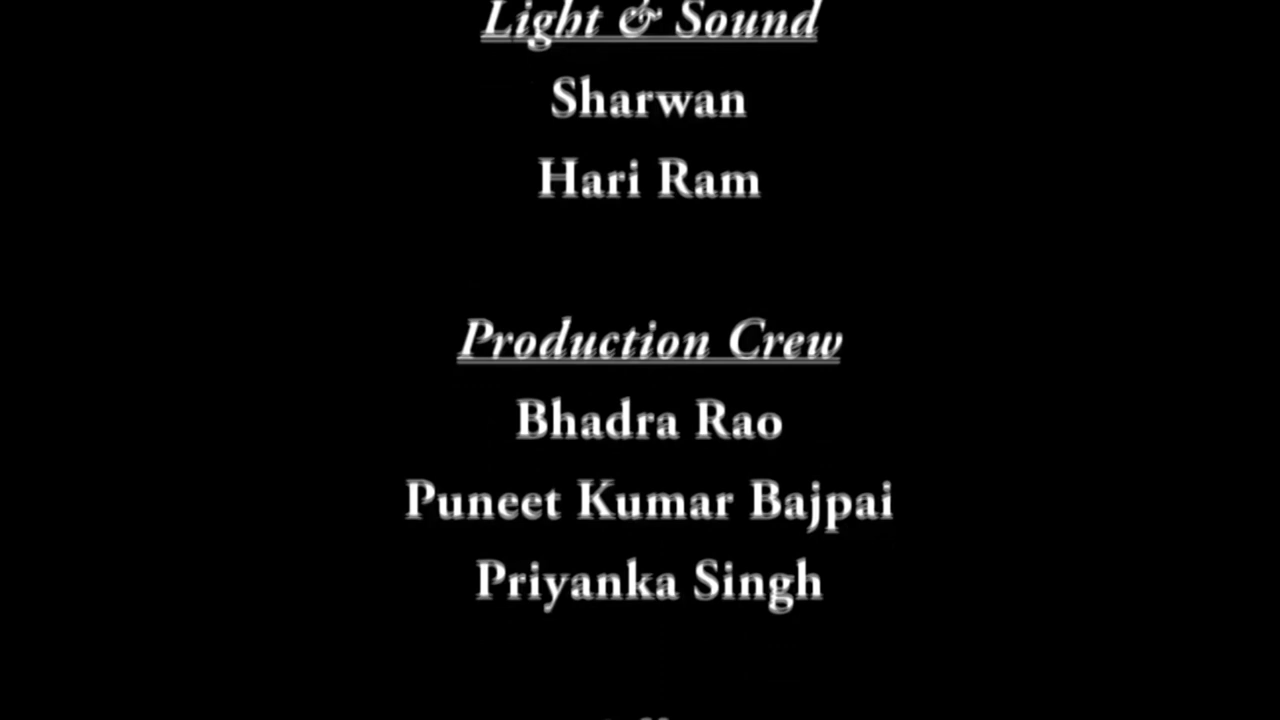 Light & Sound
Sharwan
Hari Ram
Production Crew
Bhadra Rao
Puneet Kumar Bajpai
Priyanka Singh